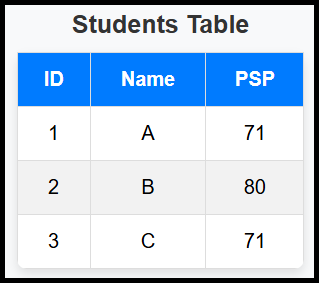 Students Table
ID Name PSP
1 A 71
2 B 80
3 C 71